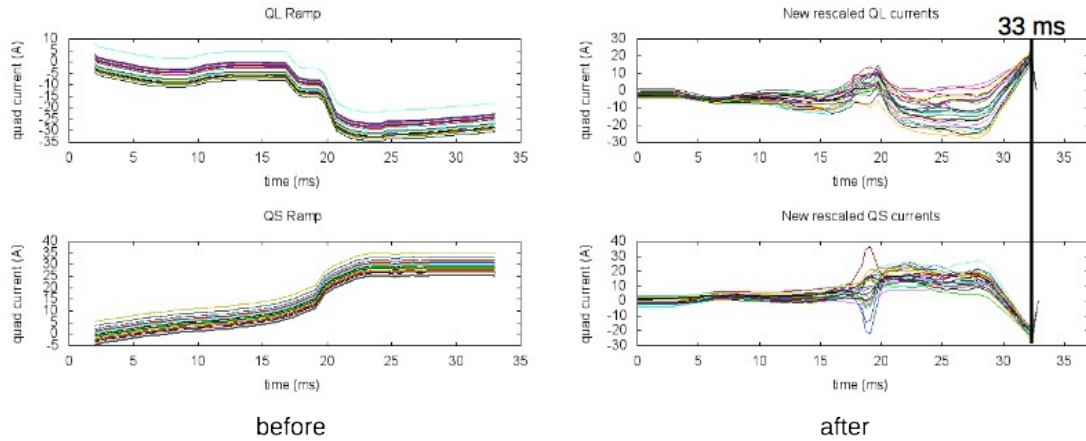 QL Ramp
quad current (A)
10
5
0
-5
-10
-15
-20
-25
-30
-35
0 5 10 15 20 25 30 35
time (ms)
New rescaled QL currents
33 ms
quad current (A)
30
20
10
0
-10
-20
-30
0 5 10 15 20 25 30 35
time (ms)
QS Ramp
quad current (A)
40
35
30
25
20
15
10
5
0
-5
0 5 10 15 20 25 30 35
time (ms)
New rescaled QS currents
quad current (A)
40
30
20
10
0
-10
-20
-30
0 5 10 15 20 25 30 35
time (ms)
before
after